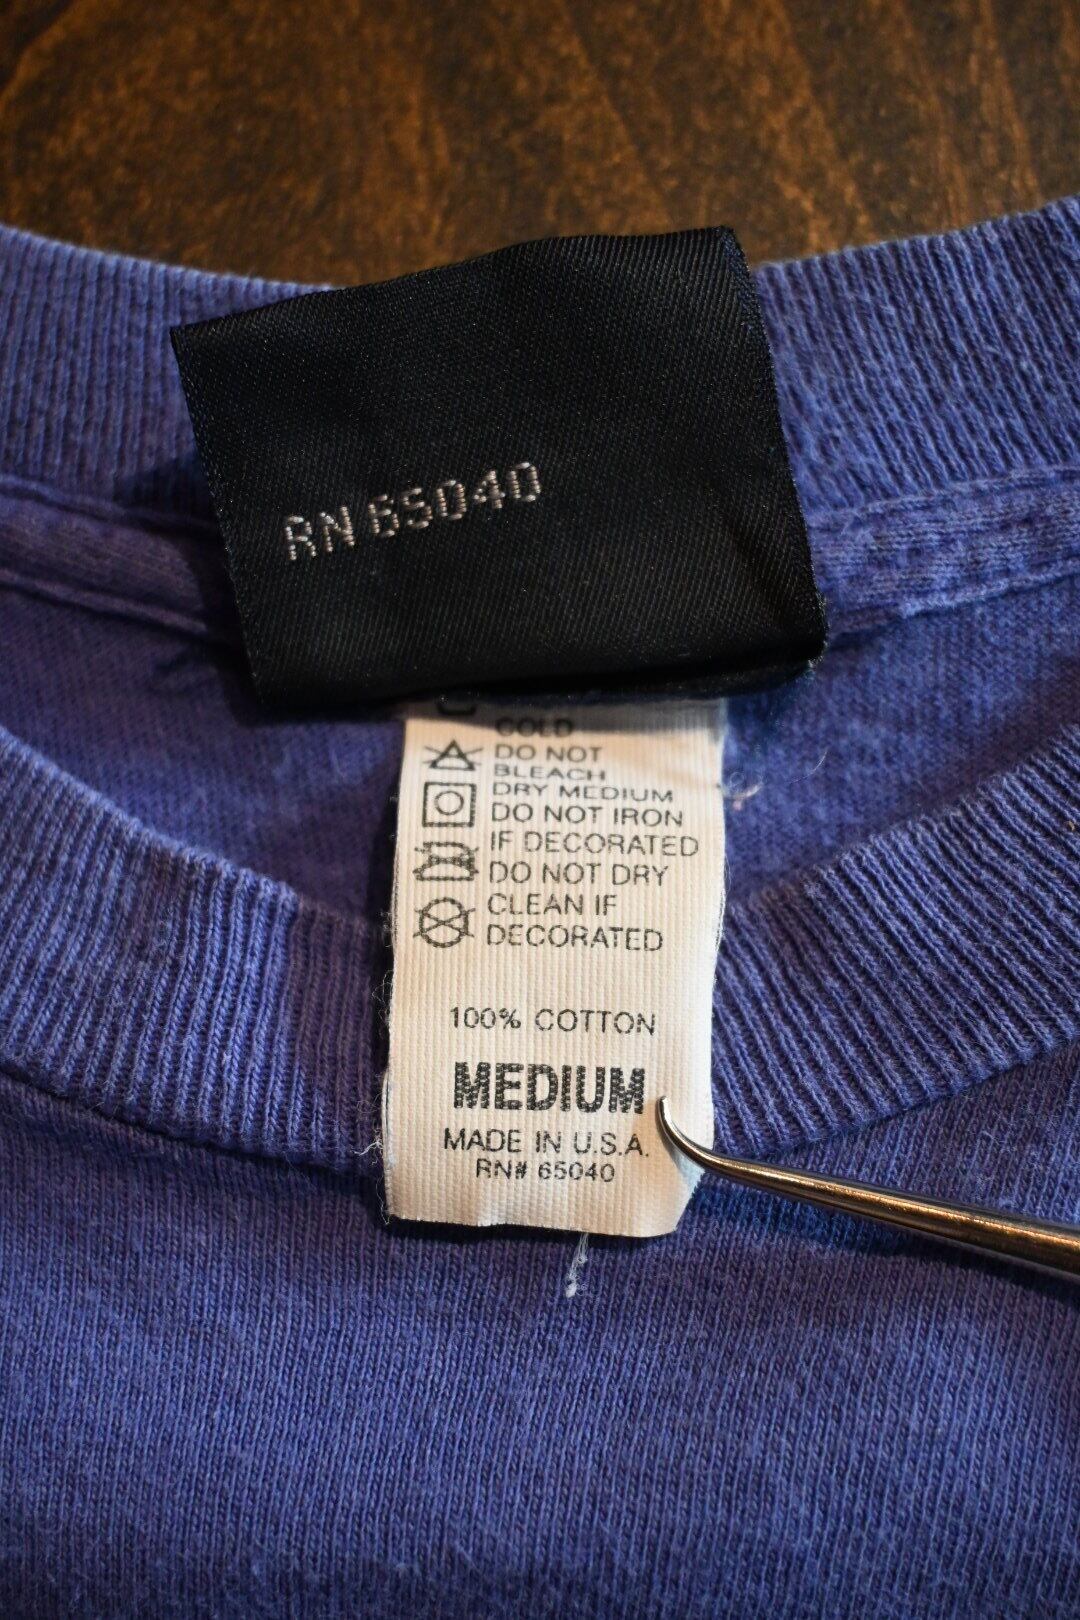 RN 65040
COLD
DO NOT
BLEACH
DRY MEDIUM
DO NOT IRON
IF DECORATED
DO NOT DRY
CLEAN IF
DECORATED
100% COTTON
MEDIUM
MADE IN U.S.A.
RN# 65040